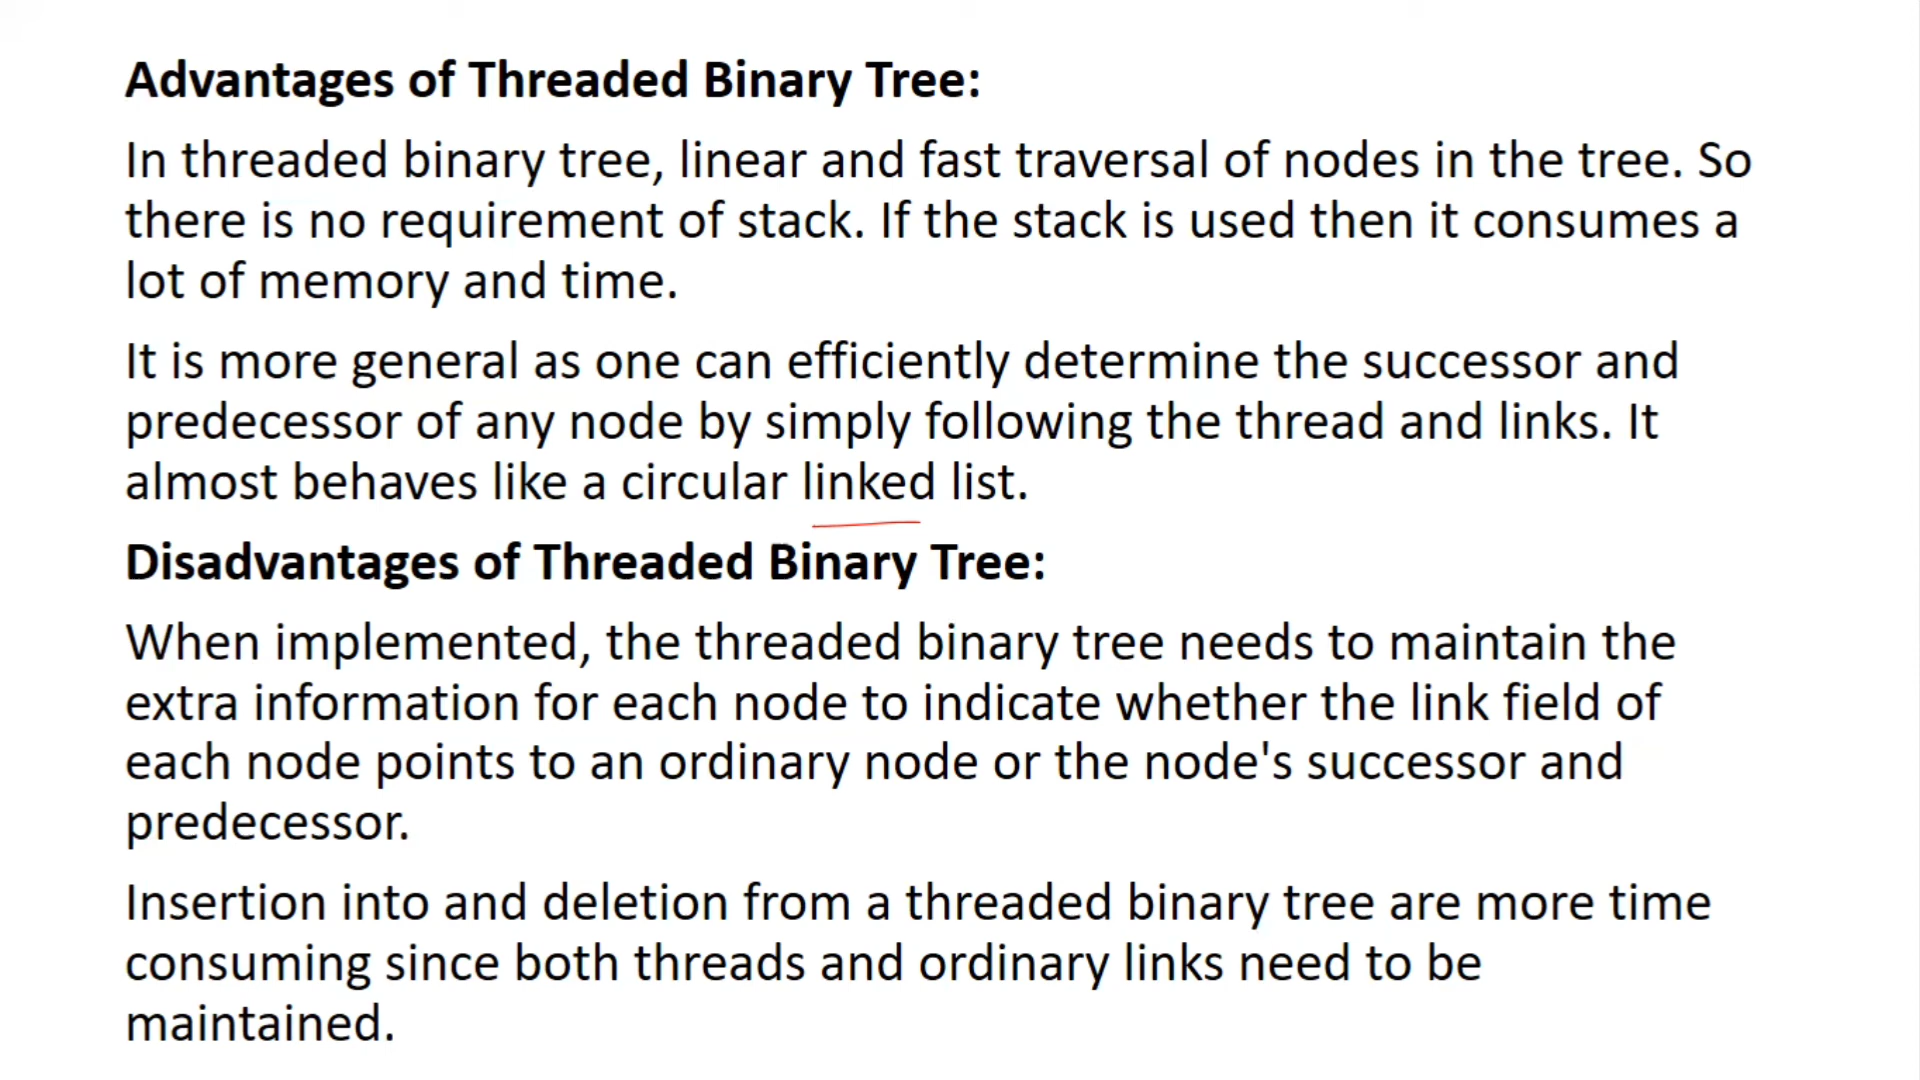 Advantages of Threaded Binary Tree:
In threaded binary tree, linear and fast traversal of nodes in the tree. So
there is no requirement of stack. If the stack is used then it consumes a
lot of memory and time.
It is more general as one can efficiently determine the successor and
predecessor of any node by simply following the thread and links. It
almost behaves like a circular linked list.
Disadvantages of Threaded Binary Tree:
When implemented, the threaded binary tree needs to maintain the
extra information for each node to indicate whether the link field of
each node points to an ordinary node or the node's successor and
predecessor.
Insertion into and deletion from a threaded binary tree are more time
consuming since both threads and ordinary links need to be
maintained.